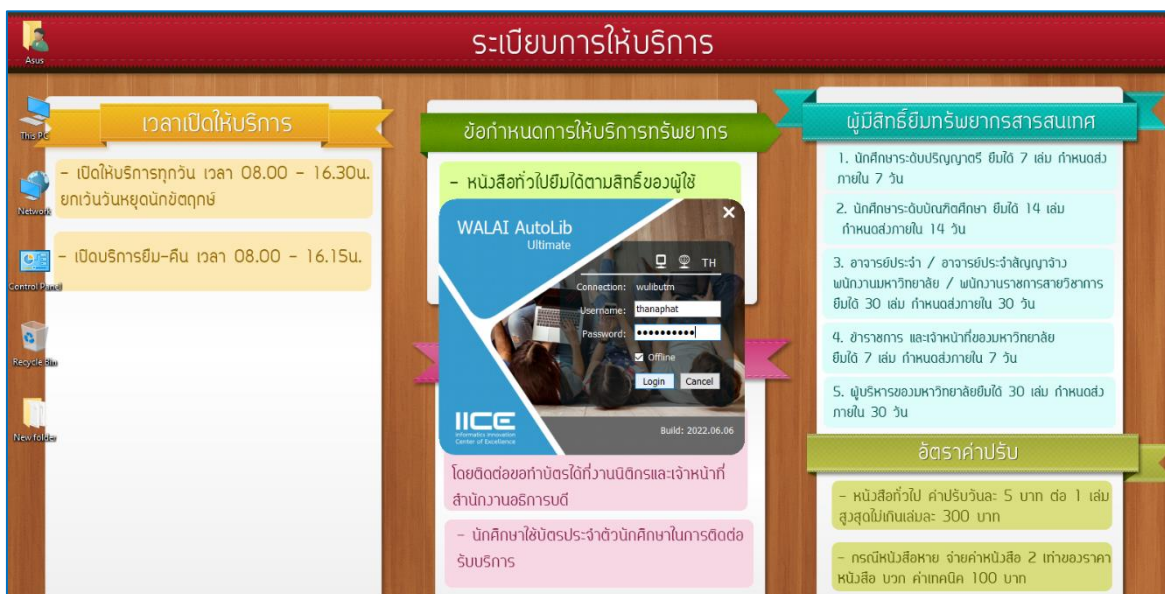 ระเบียบการให้บริการ
Asus
This PC
Network
Control Panel
Recycle Bin
New folder
เวลาเปิดให้บริการ
- เปิดให้บริการทุกวัน เวลา 08.00 - 16.30น.
ยกเว้นวันหยุดนักขัตฤกษ์
- เปิดบริการยืม-คืน เวลา 08.00 - 16.15น.
ข้อกำหนดการให้บริการทรัพยากร
- หนังสือทั่วไปยืมได้ตามสิทธิ์ของผู้ใช้
WALAI AutoLib
Ultimate
TH
Connection: wulibutm
Username: thanaphat
Password: ●●●●●●●●●●
Offline
Login Cancel
IICE
Informatics Innovation
Center of Excellence
Build: 2022.06.06
โดยติดต่อขอทำบัตรได้ที่งานนิติกรและเจ้าหน้าที่
สำนักงานอธิการบดี
- นักศึกษาใช้บัตรประจำตัวนักศึกษาในการติดต่อ
รับบริการ
ผู้มีสิทธิ์ยืมทรัพยากรสารสนเทศ
1. นักศึกษาระดับปริญญาตรี ยืมได้ 7 เล่ม กำหนดส่ง
ภายใน 7 วัน
2. นักศึกษาระดับบัณฑิตศึกษา ยืมได้ 14 เล่ม
กำหนดส่งภายใน 14 วัน
3. อาจารย์ประจำ / อาจารย์ประจำสัญญาจ้าง
พนักงานมหาวิทยาลัย / พนักงานราชการสายวิชาการ
ยืมได้ 30 เล่ม กำหนดส่งภายใน 30 วัน
4. ข้าราชการ และเจ้าหน้าที่ของมหาวิทยาลัย
ยืมได้ 7 เล่ม กำหนดส่งภายใน 7 วัน
5. ผู้บริหารของมหาวิทยาลัยยืมได้ 30 เล่ม กำหนดส่ง
ภายใน 30 วัน
อัตราค่าปรับ
- หนังสือทั่วไป ค่าปรับวันละ 5 บาท ต่อ 1 เล่ม
สูงสุดไม่เกินเล่มละ 300 บาท
- กรณีหนังสือหาย จ่ายค่าหนังสือ 2 เท่าของราคา
หนังสือ บวก ค่าเทคนิค 100 บาท